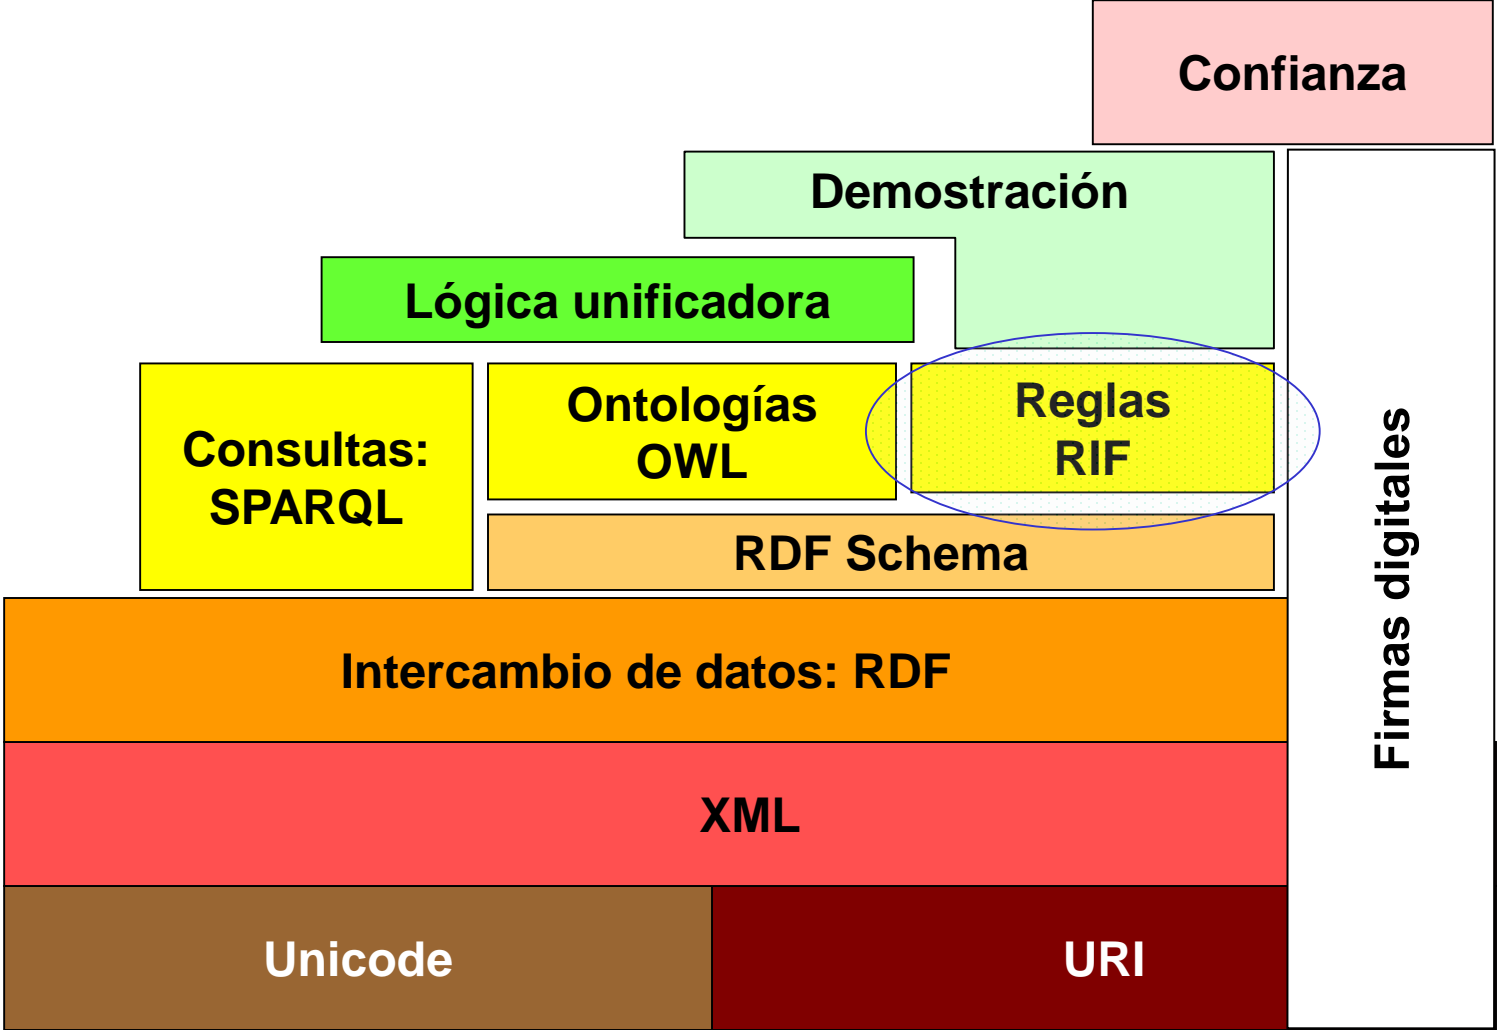 Confianza
Demostración
Lógica unificadora
Consultas:
SPARQL
Ontologías
OWL
Reglas
RIF
RDF Schema
Intercambio de datos: RDF
XML
Unicode
URI
Firmas digitales